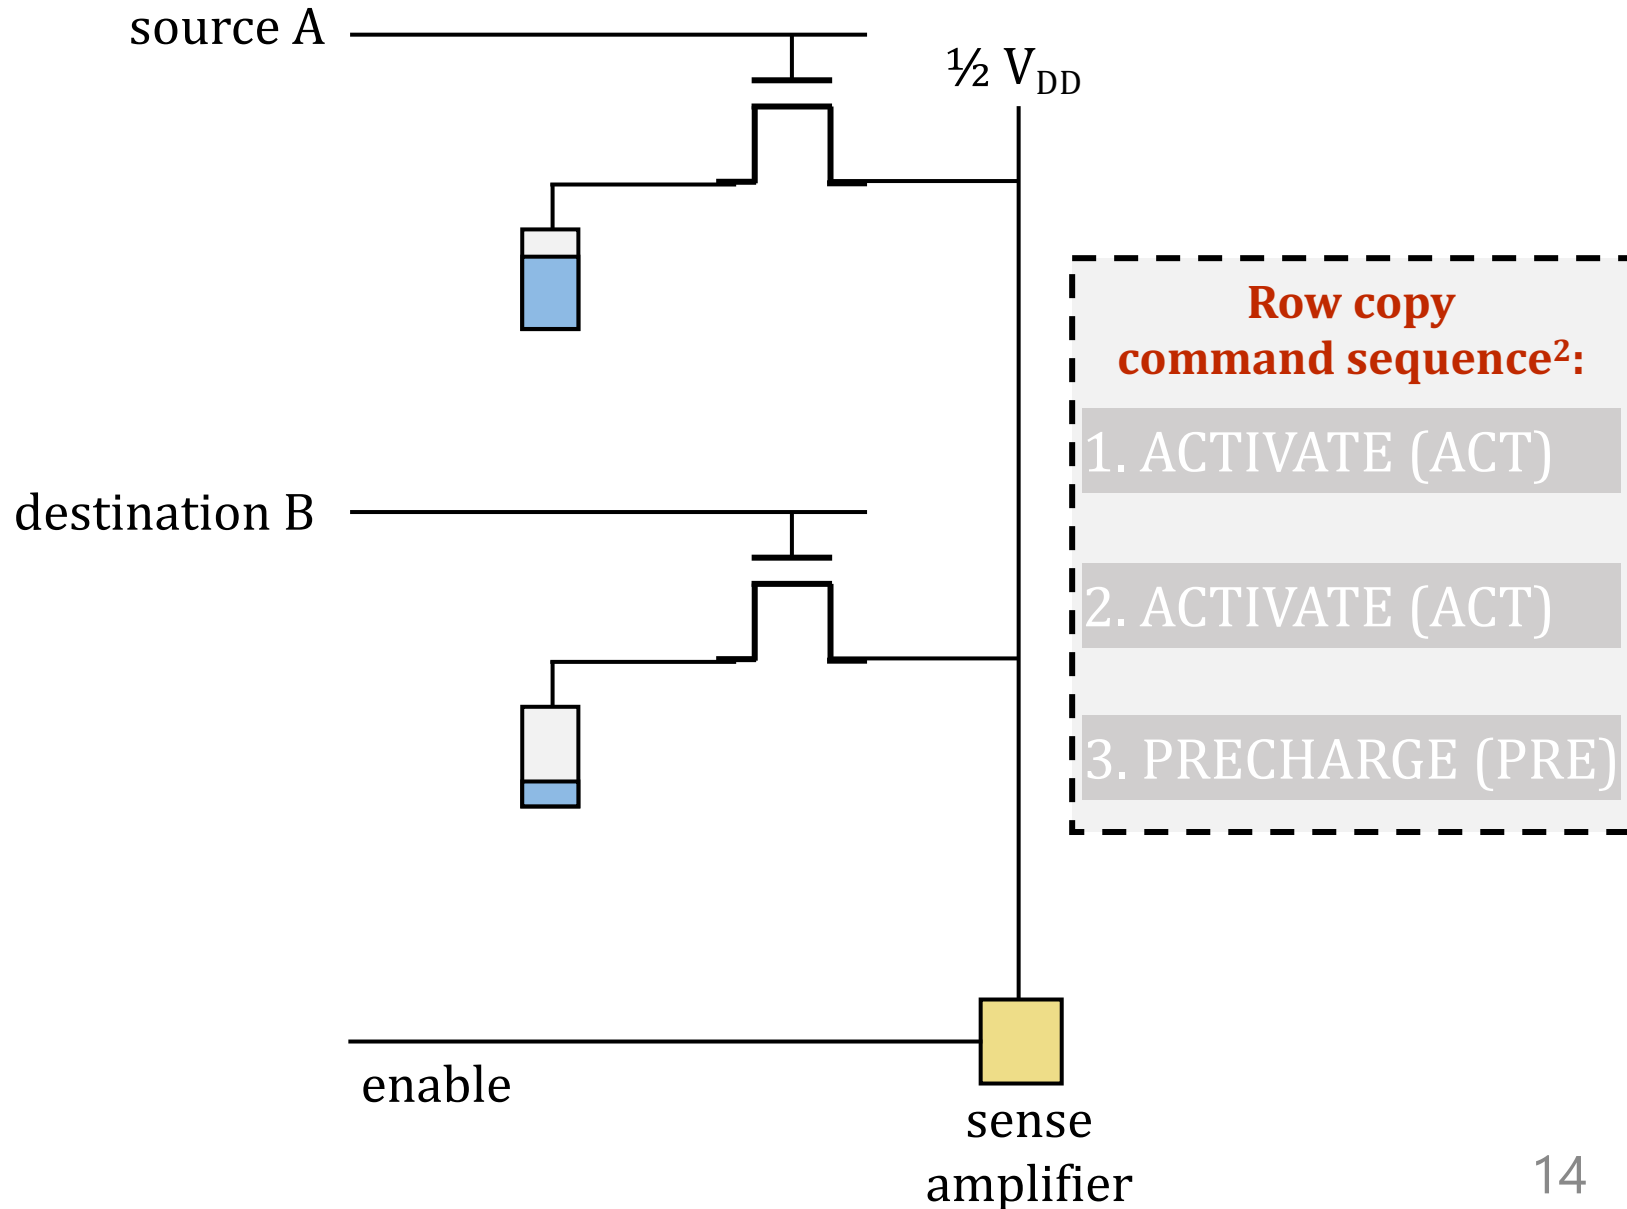 source A
½ V_DD
Row copy
command sequence²:
1. ACTIVATE (ACT)
destination B
2. ACTIVATE (ACT)
3. PRECHARGE (PRE)
enable
sense
amplifier
14